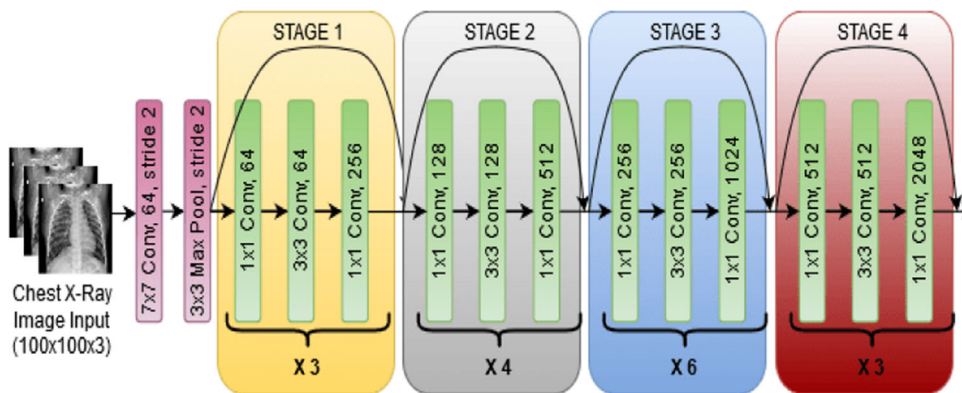 STAGE 1
STAGE 2
STAGE 3
STAGE 4
Chest X-Ray
Image Input
(100x100x3)
7x7 Conv, 64, stride 2
3x3 Max Pool, stride 2
1x1 Conv, 64
3x3 Conv, 64
1x1 Conv, 256
X 3
1x1 Conv, 128
3x3 Conv, 128
1x1 Conv, 512
X 4
1x1 Conv, 256
3x3 Conv, 256
1x1 Conv, 1024
X 6
1x1 Conv, 512
3x3 Conv, 512
1x1 Conv, 2048
X 3